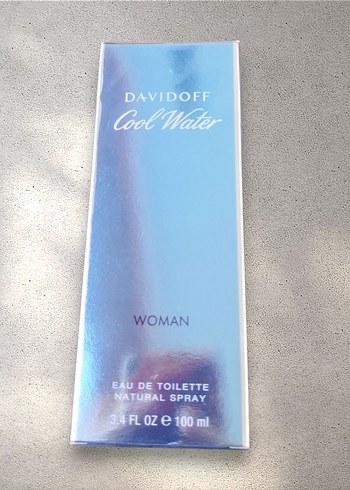 DAVIDOFF
Cool Water
WOMAN
EAU DE TOILETTE
NATURAL SPRAY
3.4 FL OZ ℮ 100 ml